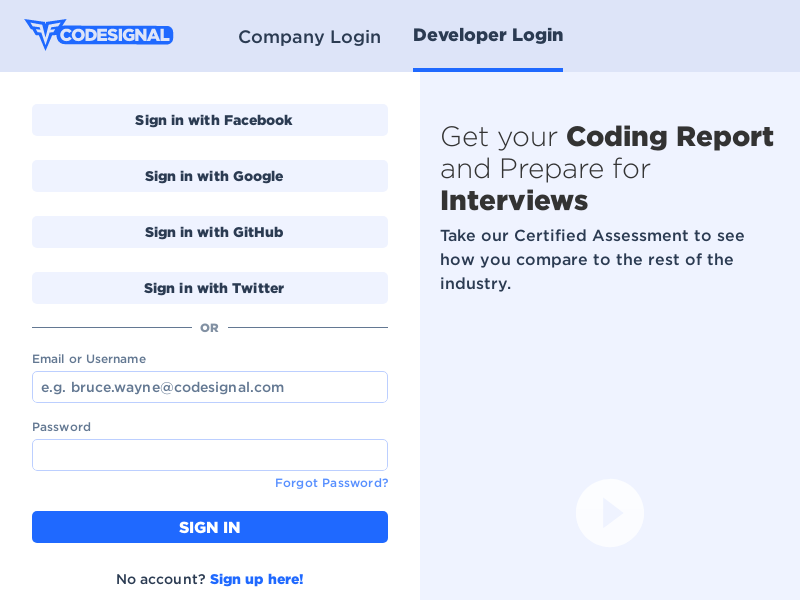 CODESIGNAL
Company Login
Developer Login
Sign in with Facebook
Sign in with Google
Sign in with GitHub
Sign in with Twitter
OR
Email or Username
e.g. bruce.wayne@codesignal.com
Password
Forgot Password?
SIGN IN
No account? Sign up here!
Get your Coding Report
and Prepare for
Interviews
Take our Certified Assessment to see
how you compare to the rest of the
industry.